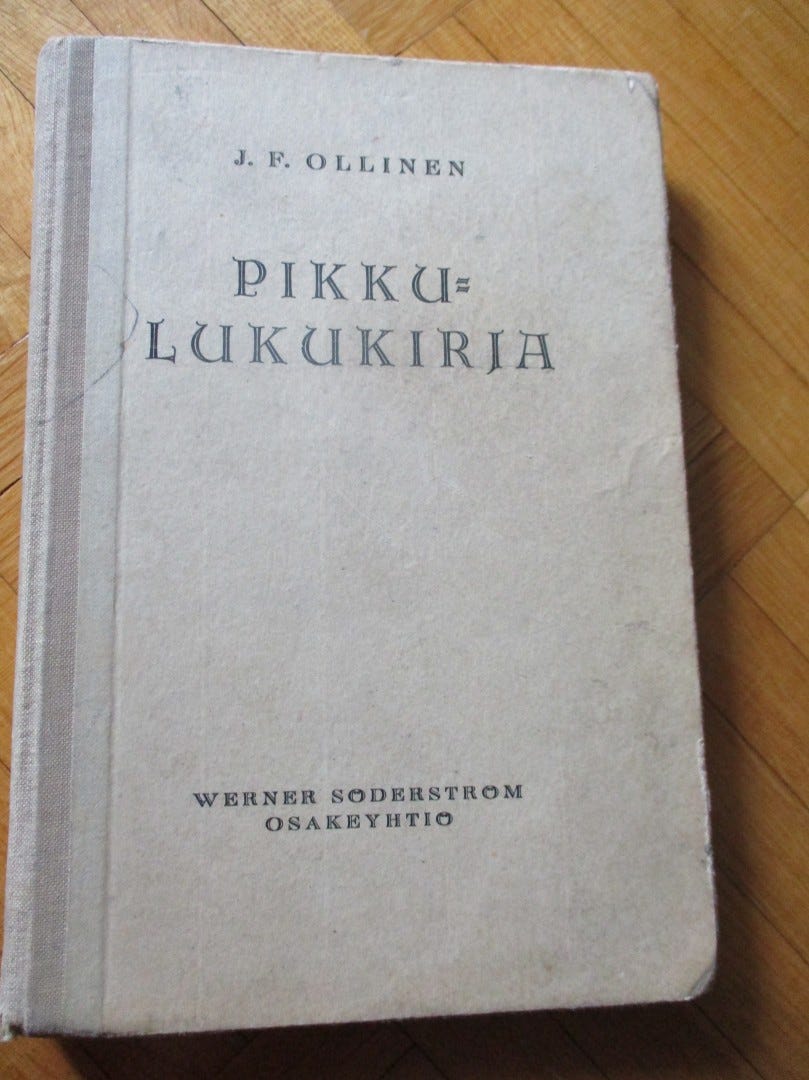 J. F. OLLINEN
PIKKU=
LUKUKIRJA
WERNER SÖDERSTRÖM
OSAKEYHTIÖ